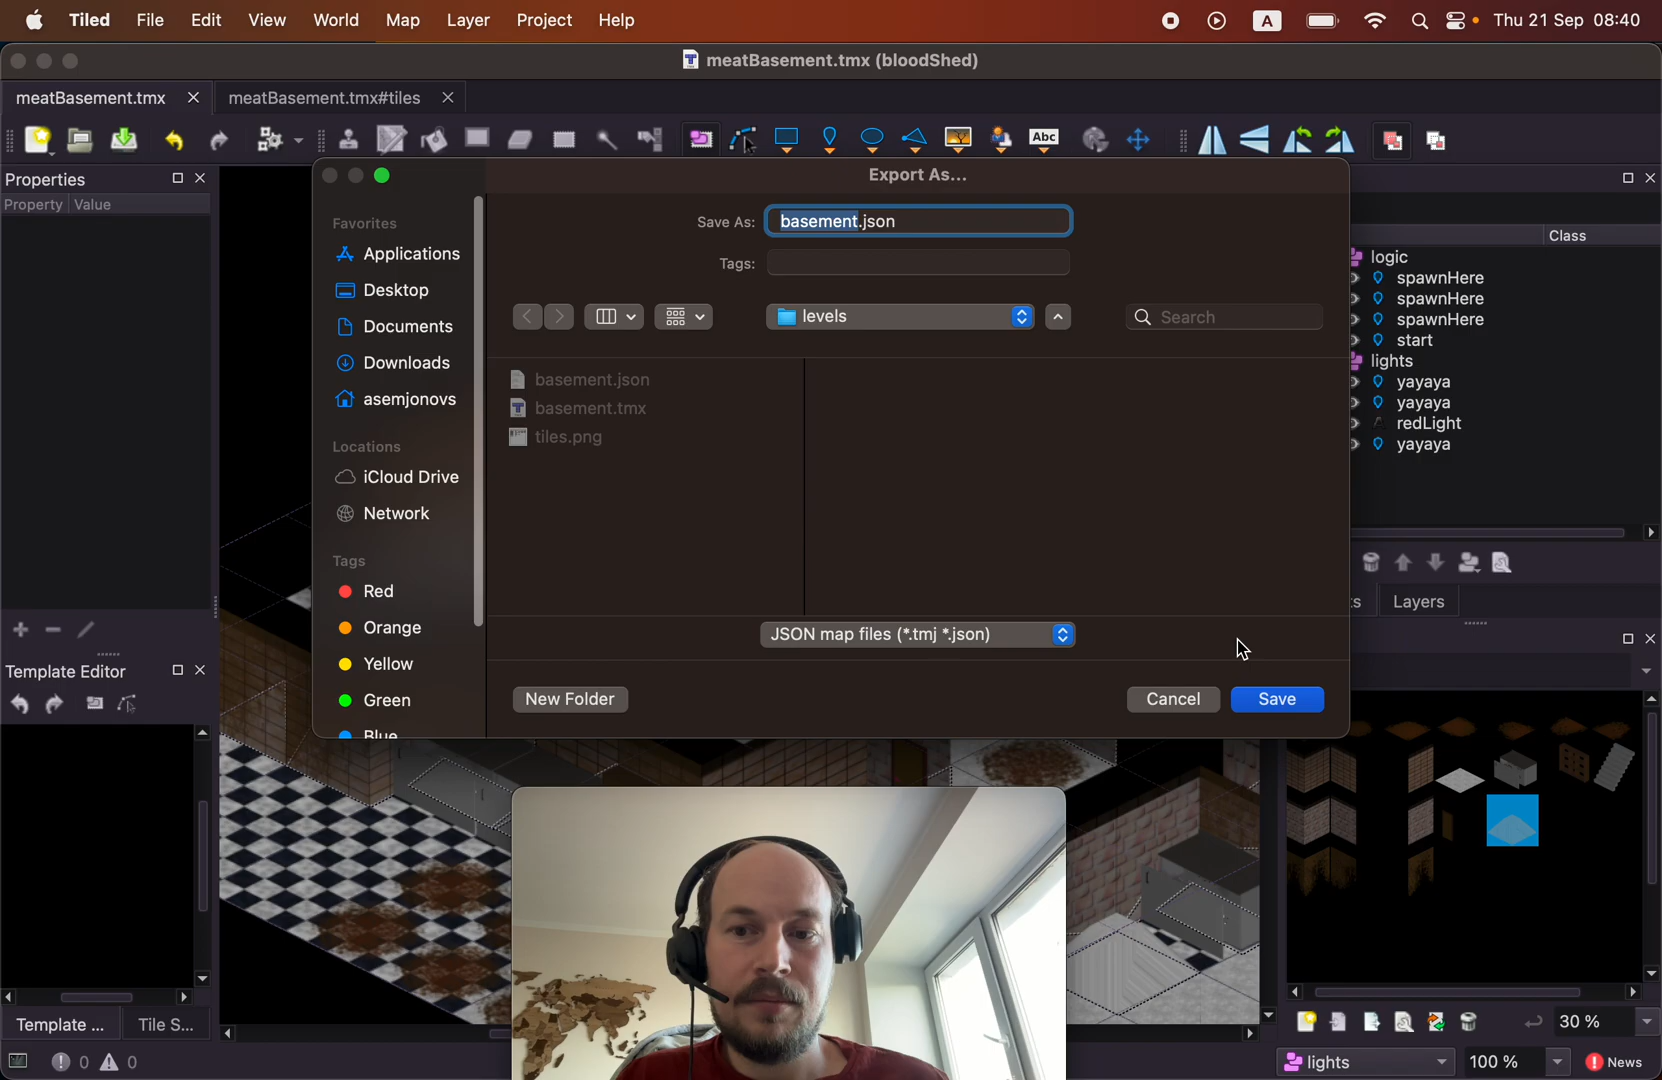 Tiled File Edit View World Map Layer Project Help A Thu 21 Sep 08:40
meatBasement.tmx (bloodShed)
meatBasement.tmx meatBasement.tmx#tiles
Abc
Properties
Property Value
Template Editor
Template ... Tile S...
0 0
Export As...
Save As: basement.json
Tags:
levels
Search
Favorites
Applications
Desktop
Documents
Downloads
asemjonovs
Locations
iCloud Drive
Network
Tags
Red
Orange
Yellow
Green
Blue
basement.json
basement.tmx
tiles.png
JSON map files (*.tmj *.json)
New Folder Cancel Save
Class
logic
spawnHere
spawnHere
spawnHere
start
lights
yayaya
yayaya
redLight
yayaya
ts Layers
30 %
lights 100 % News